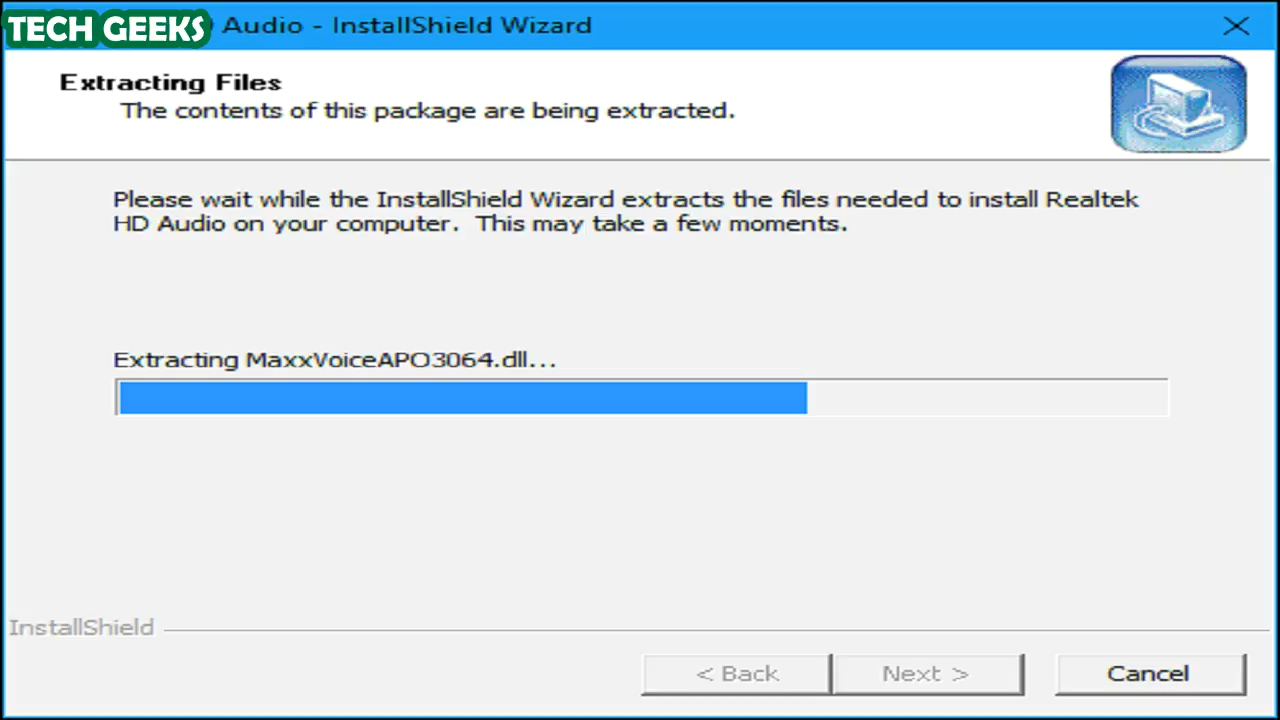 TECH GEEKS
Audio - InstallShield Wizard
Extracting Files
The contents of this package are being extracted.
Please wait while the InstallShield Wizard extracts the files needed to install Realtek
HD Audio on your computer.  This may take a few moments.
Extracting MaxxVoiceAPO3064.dll...
InstallShield
< Back
Next >
Cancel